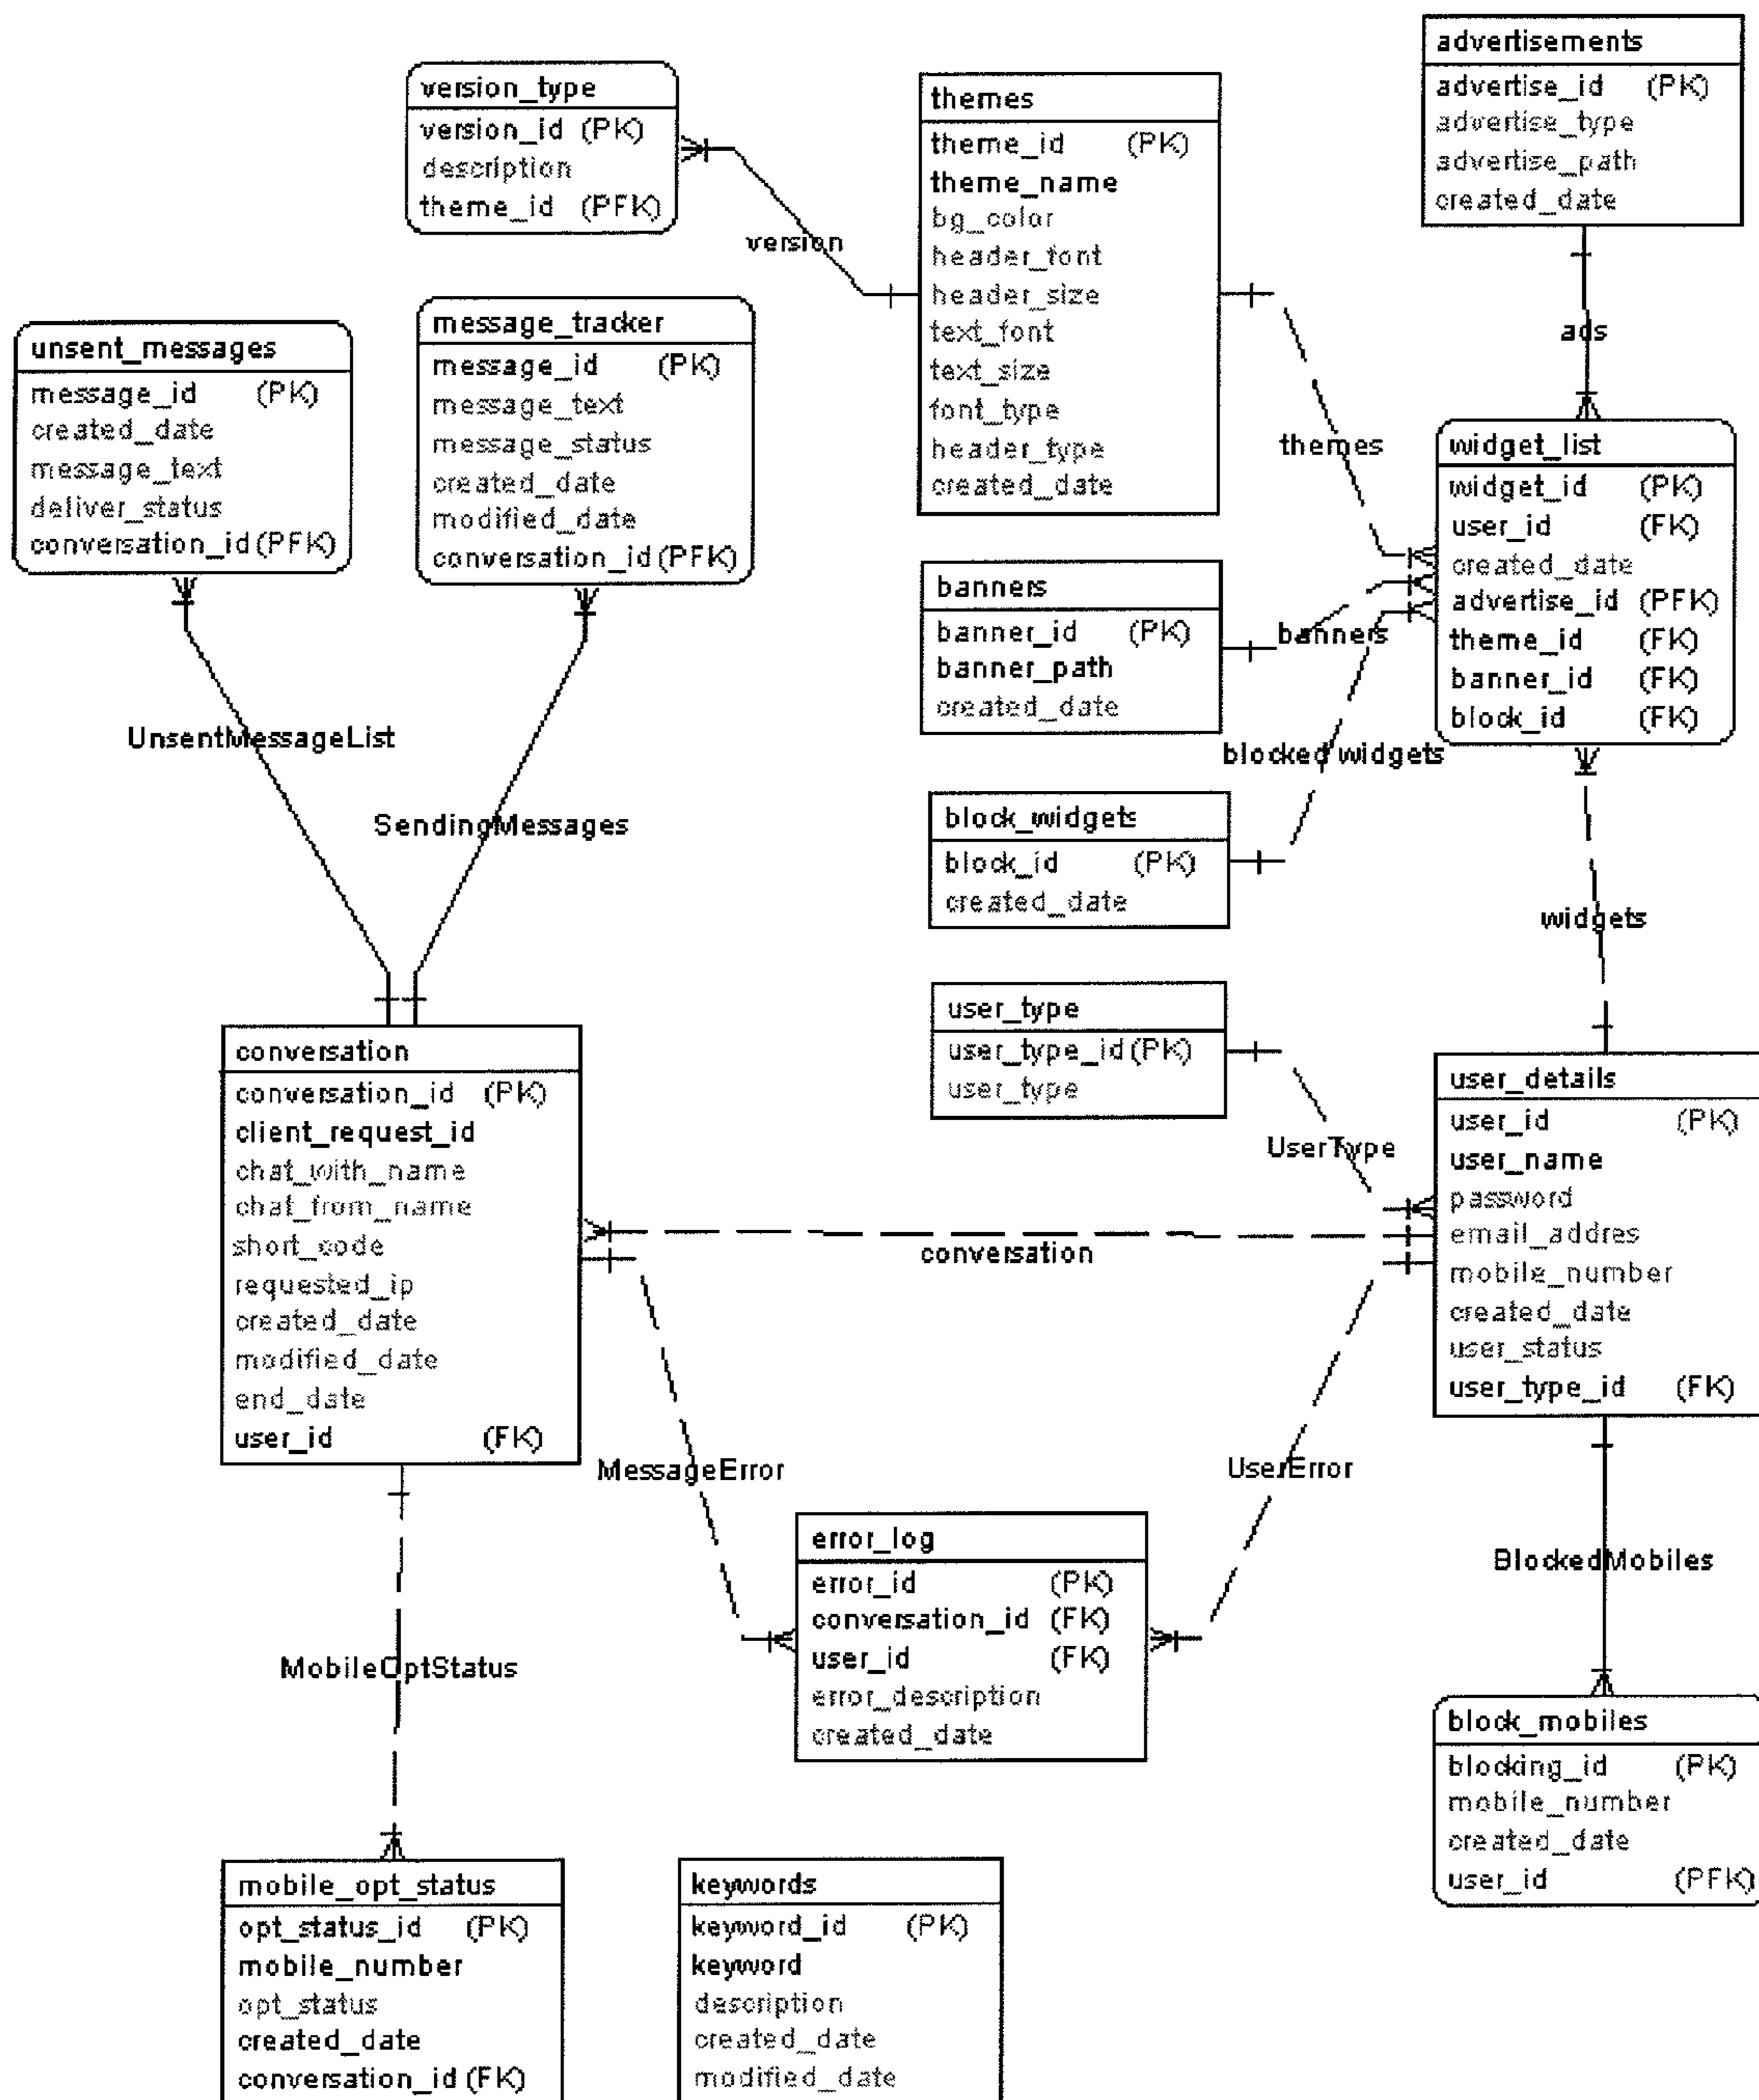 version_type
version_id (PK)
description
theme_id (PFK)
version
themes
theme_id (PK)
theme_name
bg_color
header_font
header_size
text_font
text_size
font_type
header_type
created_date
advertisements
advertise_id (PK)
advertise_type
advertise_path
created_date
ads
unsent_messages
message_id (PK)
created_date
message_text
deliver_status
conversation_id (PFK)
message_tracker
message_id (PK)
message_text
message_status
created_date
modified_date
conversation_id (PFK)
themes
widget_list
widget_id (PK)
user_id (FK)
created_date
advertise_id (PFK)
theme_id (FK)
banner_id (FK)
block_id (FK)
banners
banner_id (PK)
banner_path
created_date
banners
UnsentMessageList
SendingMessages
blocked widgets
block_widgets
block_id (PK)
created_date
widgets
user_type
user_type_id (PK)
user_type
UserType
conversation
conversation_id (PK)
client_request_id
chat_with_name
chat_from_name
short_code
requested_ip
created_date
modified_date
end_date
user_id (FK)
conversation
user_details
user_id (PK)
user_name
password
email_addres
mobile_number
created_date
user_status
user_type_id (FK)
MessageError
UserError
error_log
error_id (PK)
conversation_id (FK)
user_id (FK)
error_description
created_date
BlockedMobiles
MobileOptStatus
block_mobiles
blocking_id (PK)
mobile_number
created_date
user_id (PFK)
mobile_opt_status
opt_status_id (PK)
mobile_number
opt_status
created_date
conversation_id (FK)
keywords
keyword_id (PK)
keyword
description
created_date
modified_date